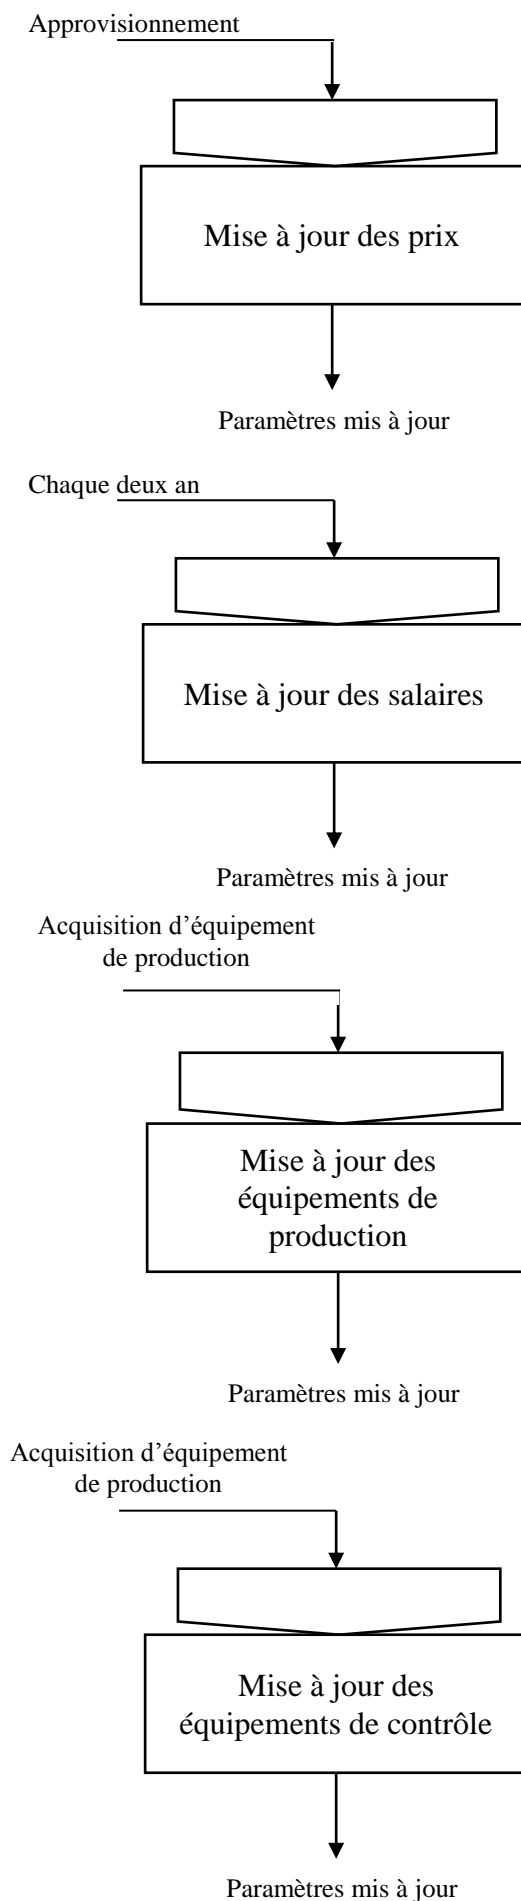 Approvisionnement
Mise à jour des prix
Paramètres mis à jour
Chaque deux an
Mise à jour des salaires
Paramètres mis à jour
Acquisition d’équipement
de production
Mise à jour des
équipements de
production
Paramètres mis à jour
Acquisition d’équipement
de production
Mise à jour des
équipements de contrôle
Paramètres mis à jour